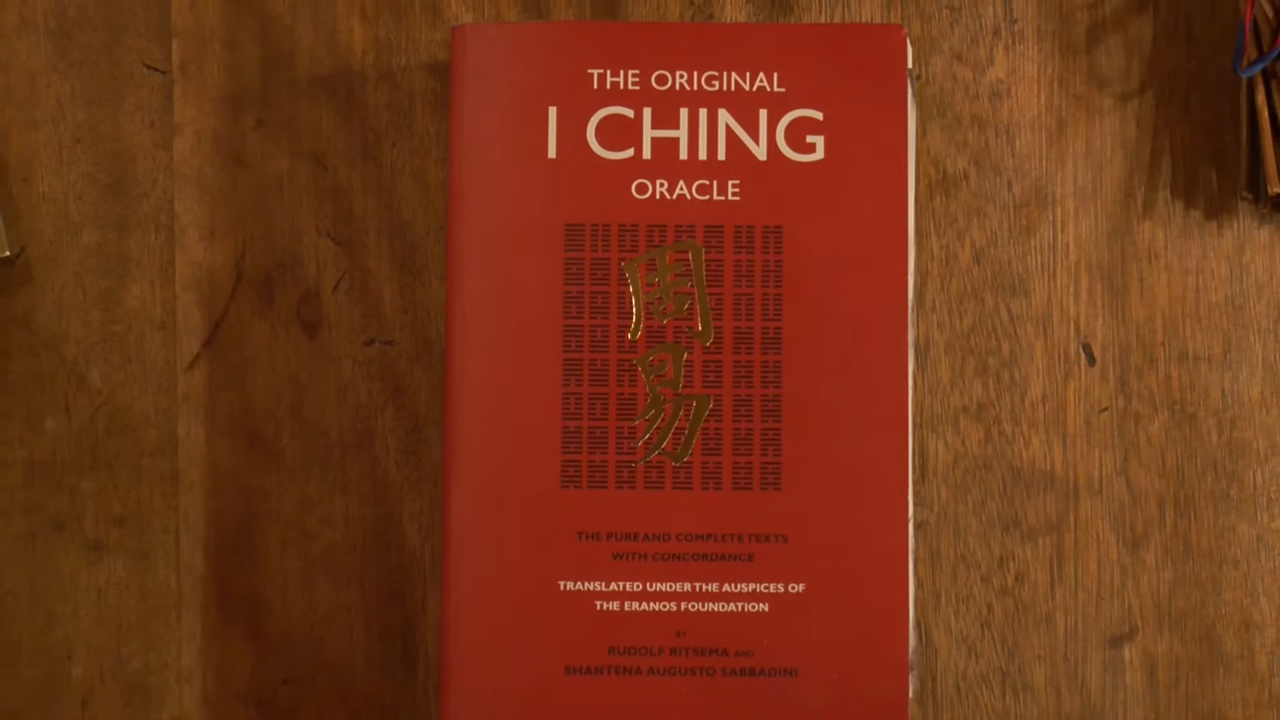 THE ORIGINAL
I CHING
ORACLE
周
易
THE PURE AND COMPLETE TEXTS
WITH CONCORDANCE
TRANSLATED UNDER THE AUSPICES OF
THE ERANOS FOUNDATION
BY
RUDOLF RITSEMA AND
SHANTENA AUGUSTO SABBADINI